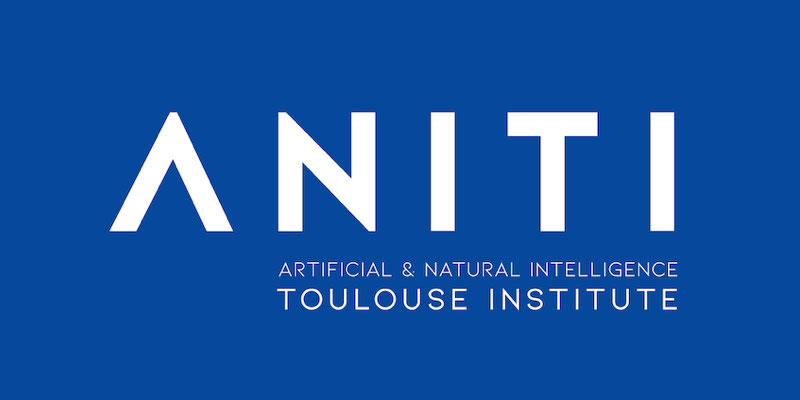 ANITI
ARTIFICIAL & NATURAL INTELLIGENCE
TOULOUSE INSTITUTE